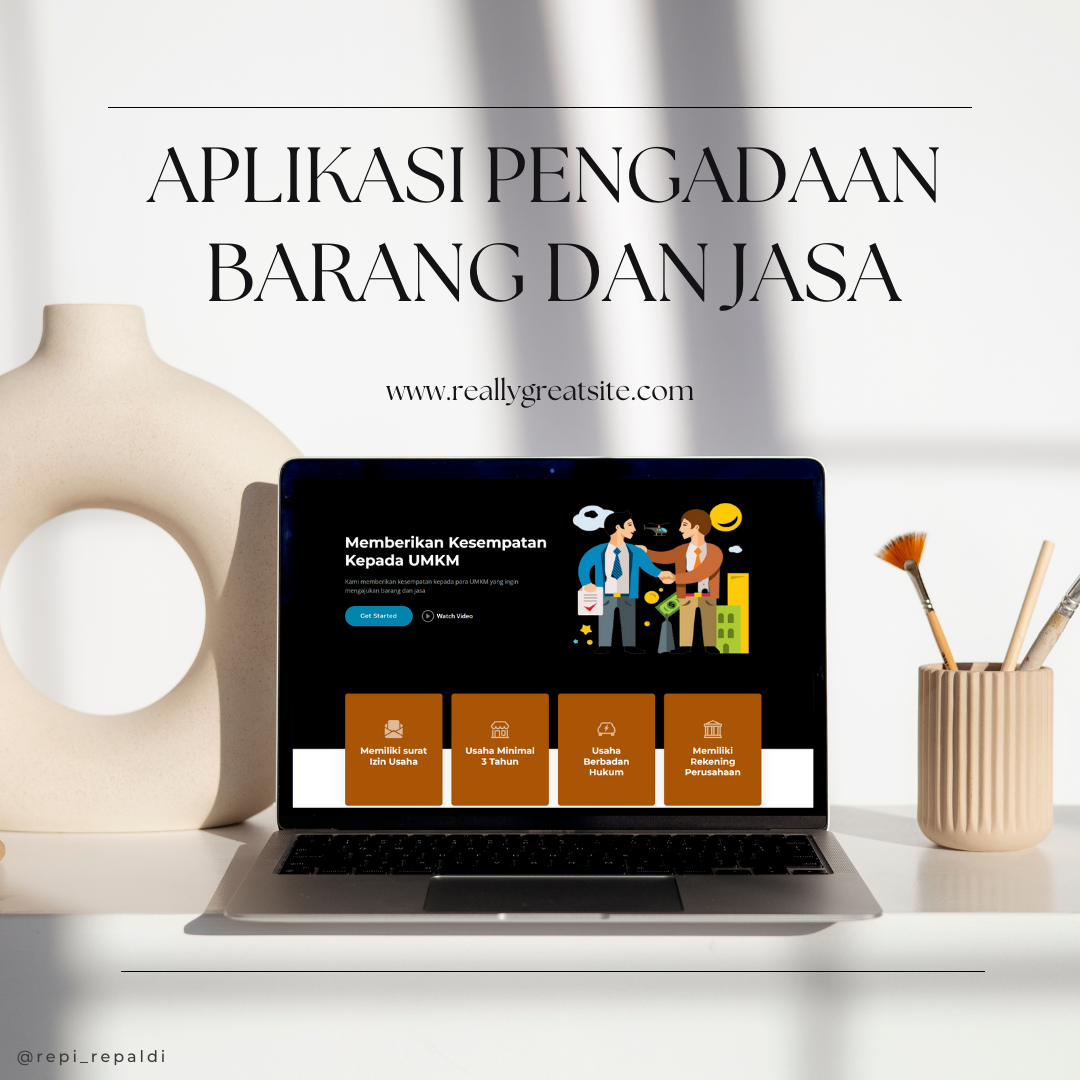 APLIKASI PENGADAAN
BARANG DAN JASA
www.reallygreatsite.com
Memberikan Kesempatan
Kepada UMKM
Kami memberikan kesempatan kepada para UMKM yang ingin
mengajukan barang dan jasa
Get Started
Watch Video
Memiliki surat
Izin Usaha
Usaha Minimal
3 Tahun
Usaha
Berbadan
Hukum
Memiliki
Rekening
Perusahaan
@repi_repaldi